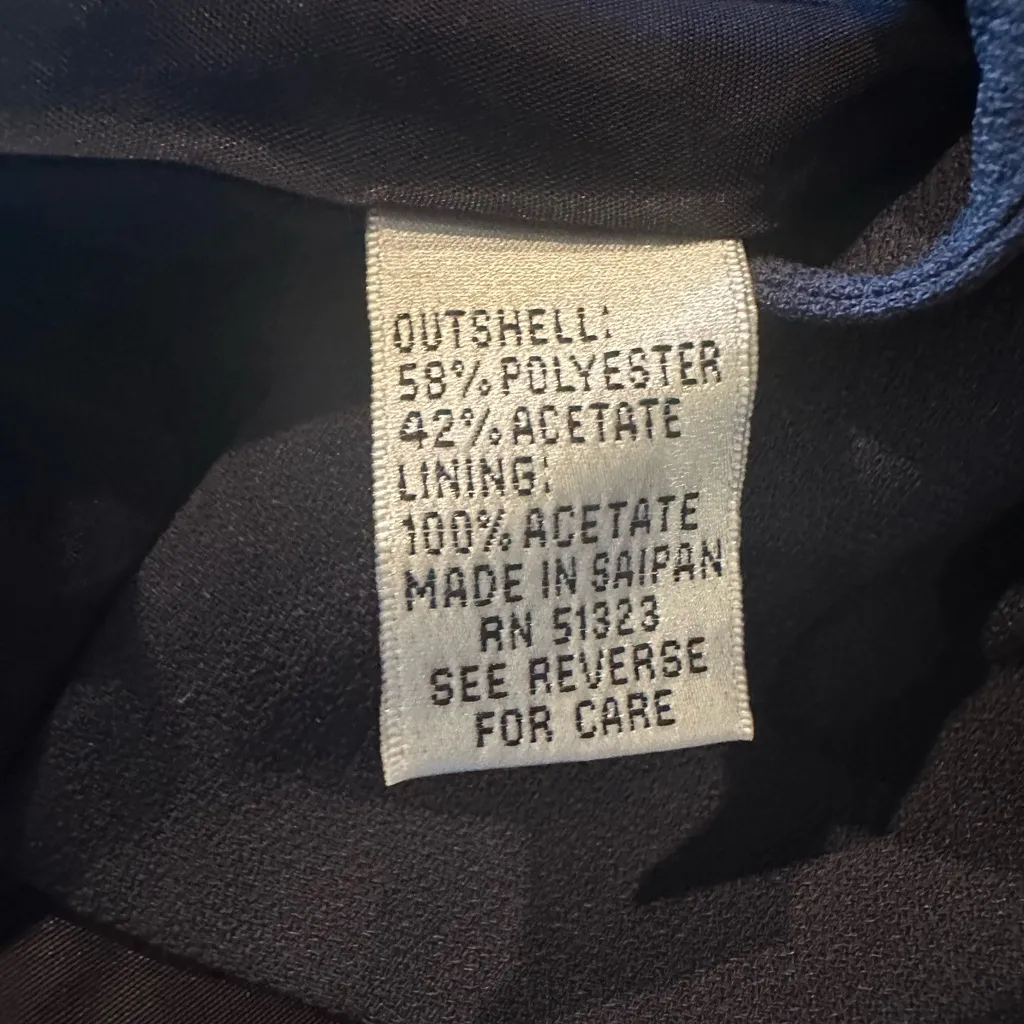 OUTSHELL:
58% POLYESTER
42% ACETATE
LINING:
100% ACETATE
MADE IN SAIPAN
RN 51323
SEE REVERSE
FOR CARE